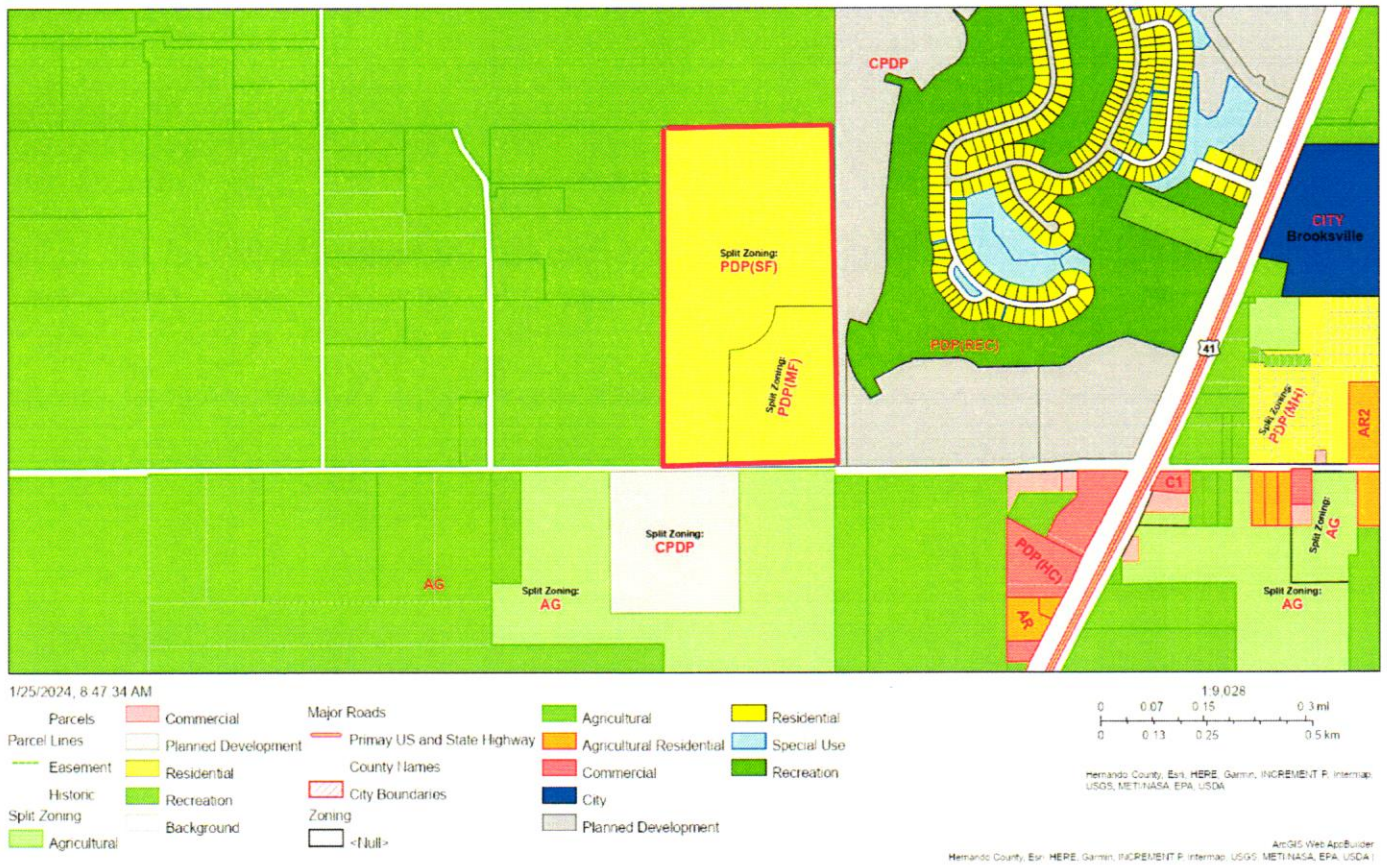 CPDP
CITY
Brooksville
Split Zoning:
PDP(SF)
PDP(REC)
41
Split Zoning:
PDP(MF)
Split Zoning:
PDP(MH)
AR2
C1
Split Zoning:
CPDP
Split Zoning:
AG
PDP(HC)
AG
Split Zoning:
AG
Split Zoning:
AG
AR
1/25/2024, 8 47 34 AM
Parcels
Parcel Lines
Easement
Historic
Split Zoning
Agricultural
Commercial
Planned Development
Residential
Recreation
Background
Major Roads
Primay US and State Highway
County Names
City Boundaries
Zoning
<Null>
Agricultural
Agricultural Residential
Commercial
City
Planned Development
Residential
Special Use
Recreation
1:9,028
0 0.07 0.15 0.3 mi
0 0.13 0.25 0.5 km
Hernando County, Esri, HERE, Garmin, INCREMENT P, Intermap,
USGS, METI/NASA, EPA, USDA
ArcGIS Web AppBuilder
Hernando County, Esri, HERE, Garmin, INCREMENT P, Intermap, USGS, METI/NASA, EPA, USDA |